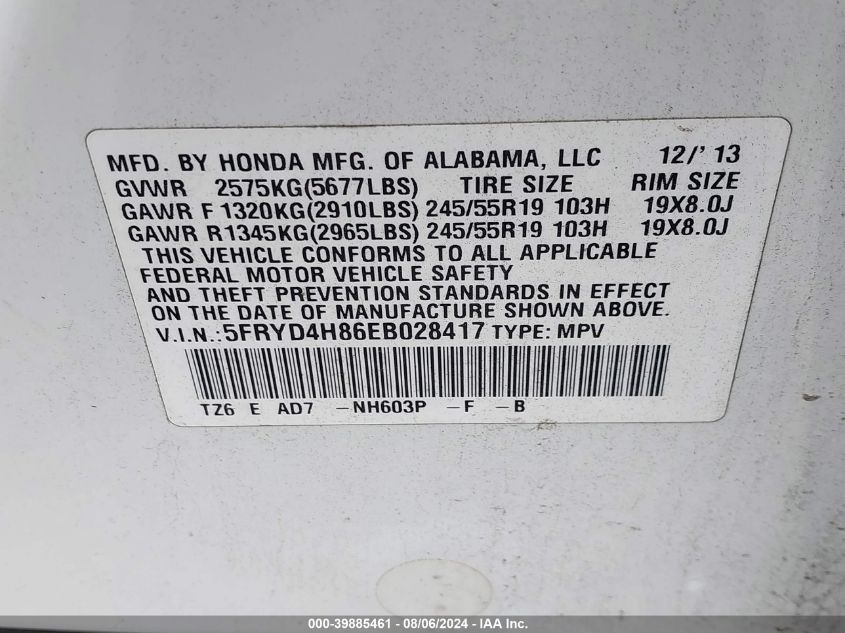 MFD. BY HONDA MFG. OF ALABAMA, LLC 12/' 13
GVWR 2575KG(5677LBS) TIRE SIZE RIM SIZE
GAWR F 1320KG(2910LBS) 245/55R19 103H 19X8.0J
GAWR R1345KG(2965LBS) 245/55R19 103H 19X8.0J
THIS VEHICLE CONFORMS TO ALL APPLICABLE
FEDERAL MOTOR VEHICLE SAFETY
AND THEFT PREVENTION STANDARDS IN EFFECT
ON THE DATE OF MANUFACTURE SHOWN ABOVE.
V.I.N.:5FRYD4H86EB028417 TYPE: MPV
TZ6 E AD7 -NH603P -F -B
000-39885461 - 08/06/2024 - IAA Inc.